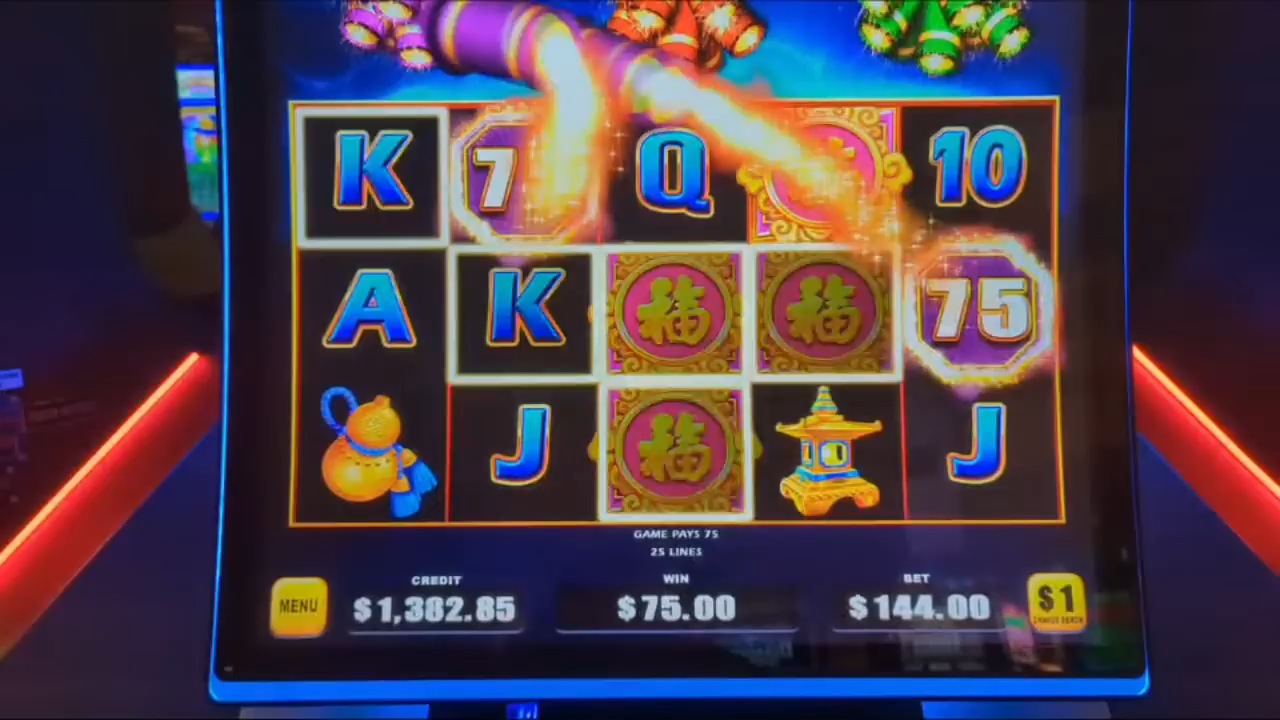 K 7 Q 10
A K 福 福 75
J 福 J
GAME PAYS 75
25 LINES
CREDIT WIN BET
MENU $1,382.85 $75.00 $144.00 $1